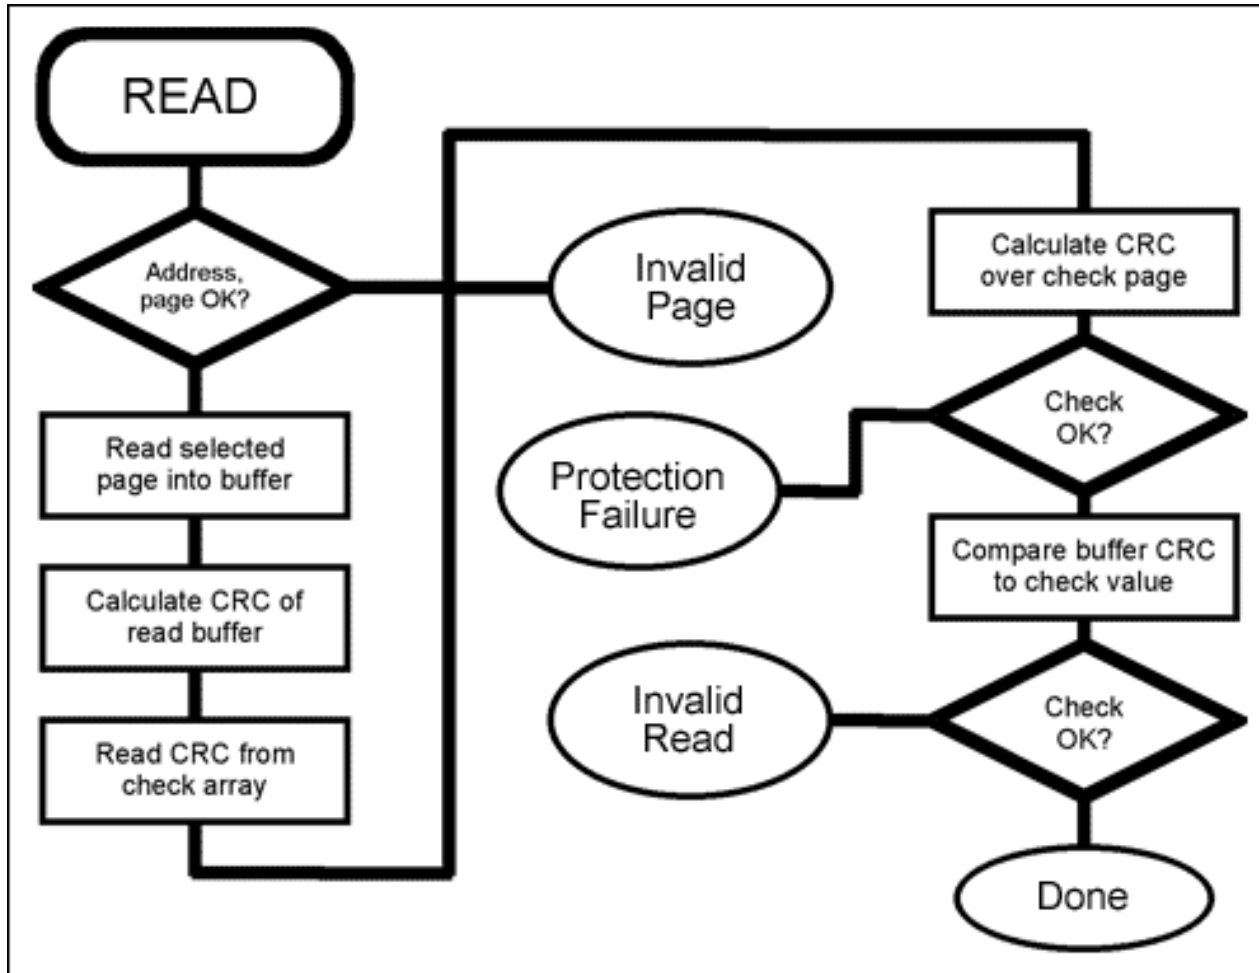 READ
Address,
page OK?
Read selected
page into buffer
Calculate CRC of
read buffer
Read CRC from
check array
Invalid
Page
Calculate CRC
over check page
Check
OK?
Protection
Failure
Compare buffer CRC
to check value
Check
OK?
Invalid
Read
Done